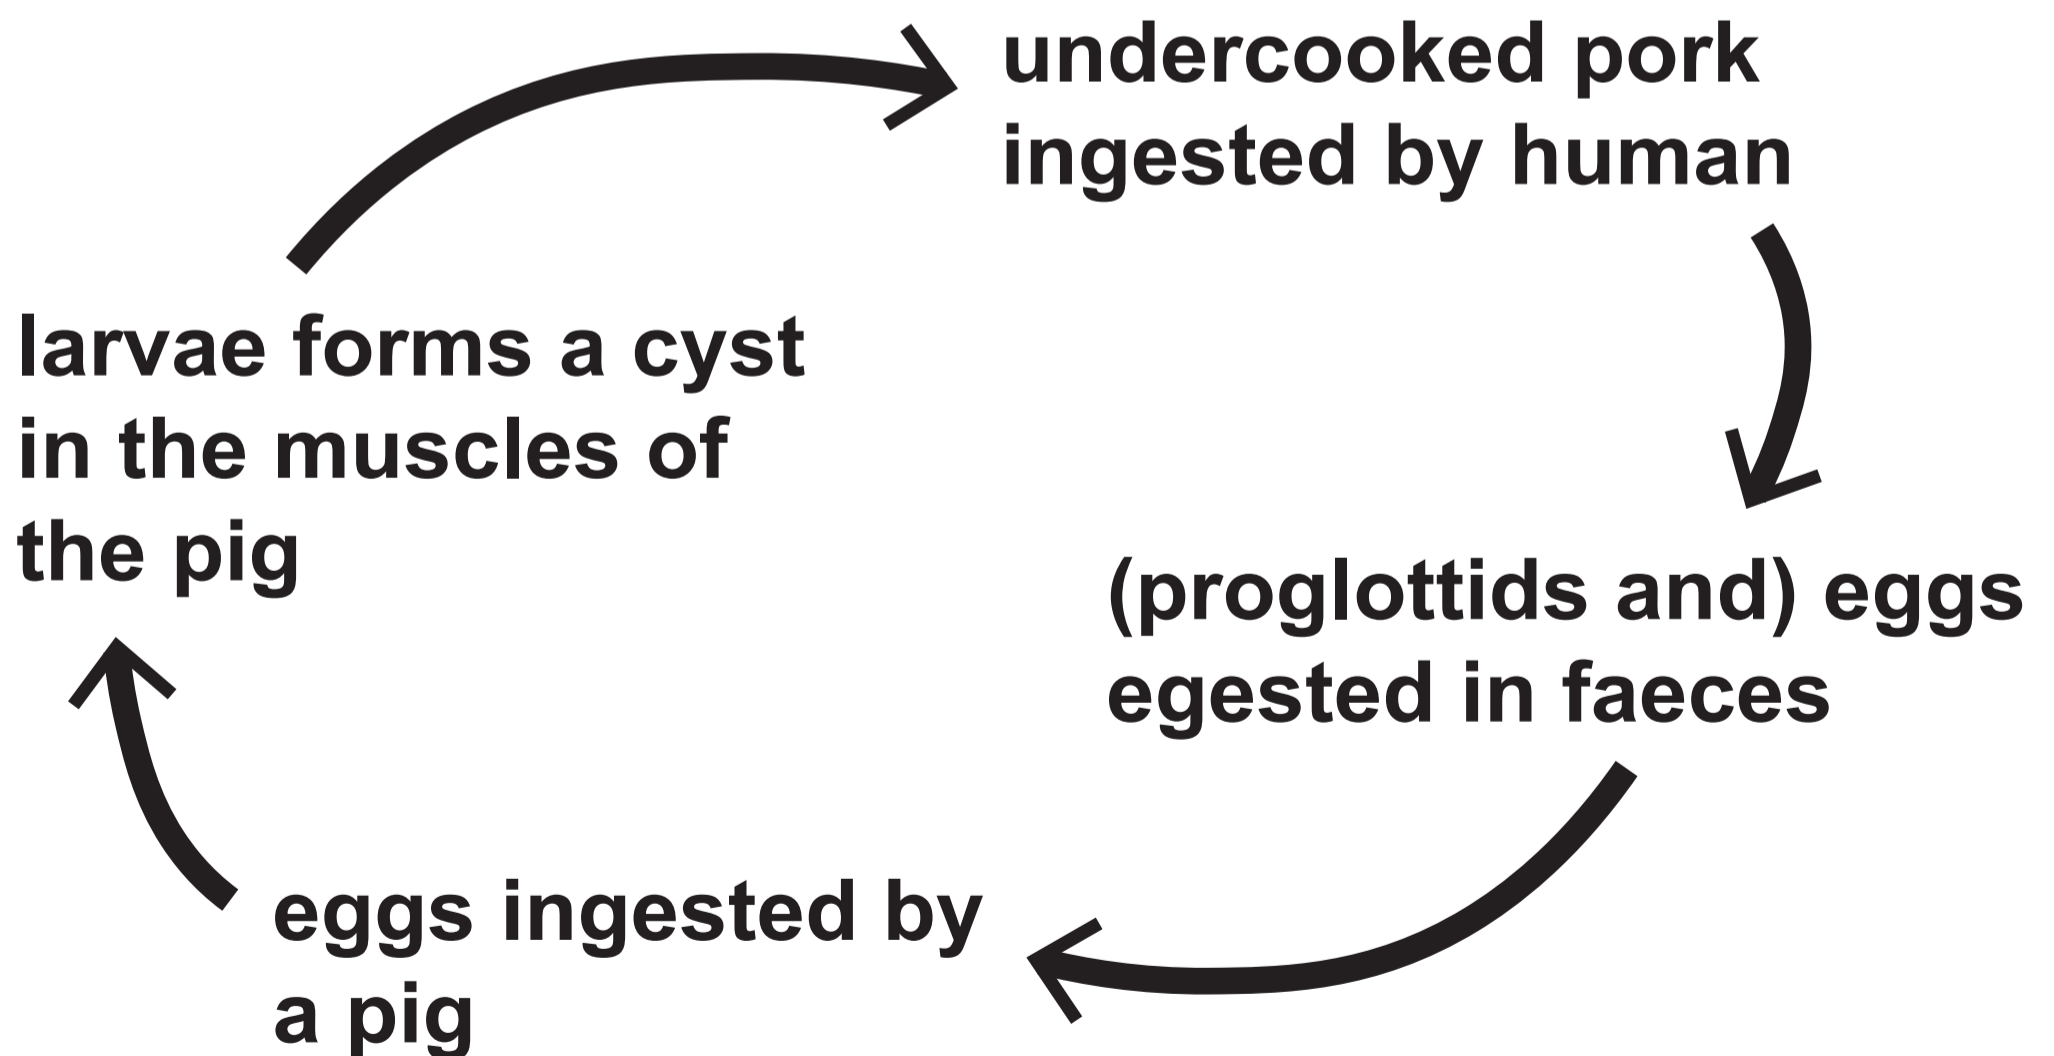 undercooked pork
ingested by human
larvae forms a cyst
in the muscles of
the pig
(proglottids and) eggs
egested in faeces
eggs ingested by
a pig